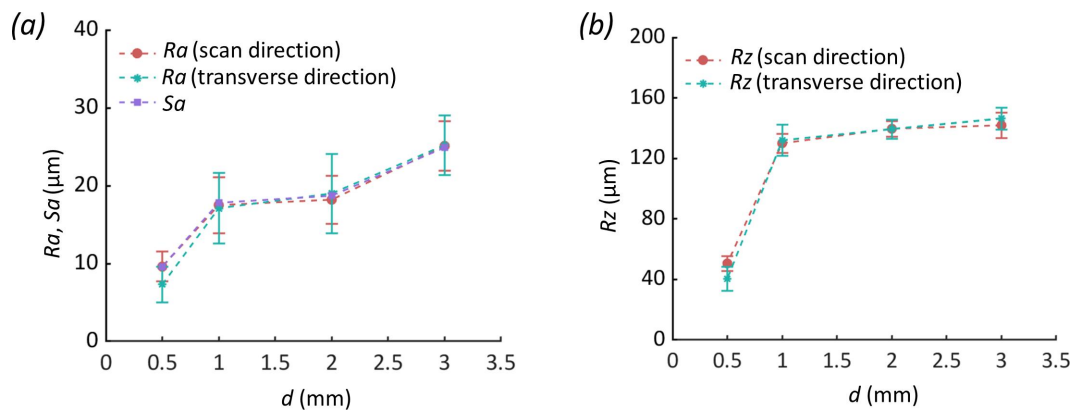 (a)
40
30
20
10
0
Ra, Sa (μm)
Ra (scan direction)
Ra (transverse direction)
Sa
0 0.5 1 1.5 2 2.5 3 3.5
d (mm)
(b)
200
160
120
80
40
0
Rz (μm)
Rz (scan direction)
Rz (transverse direction)
0 0.5 1 1.5 2 2.5 3 3.5
d (mm)